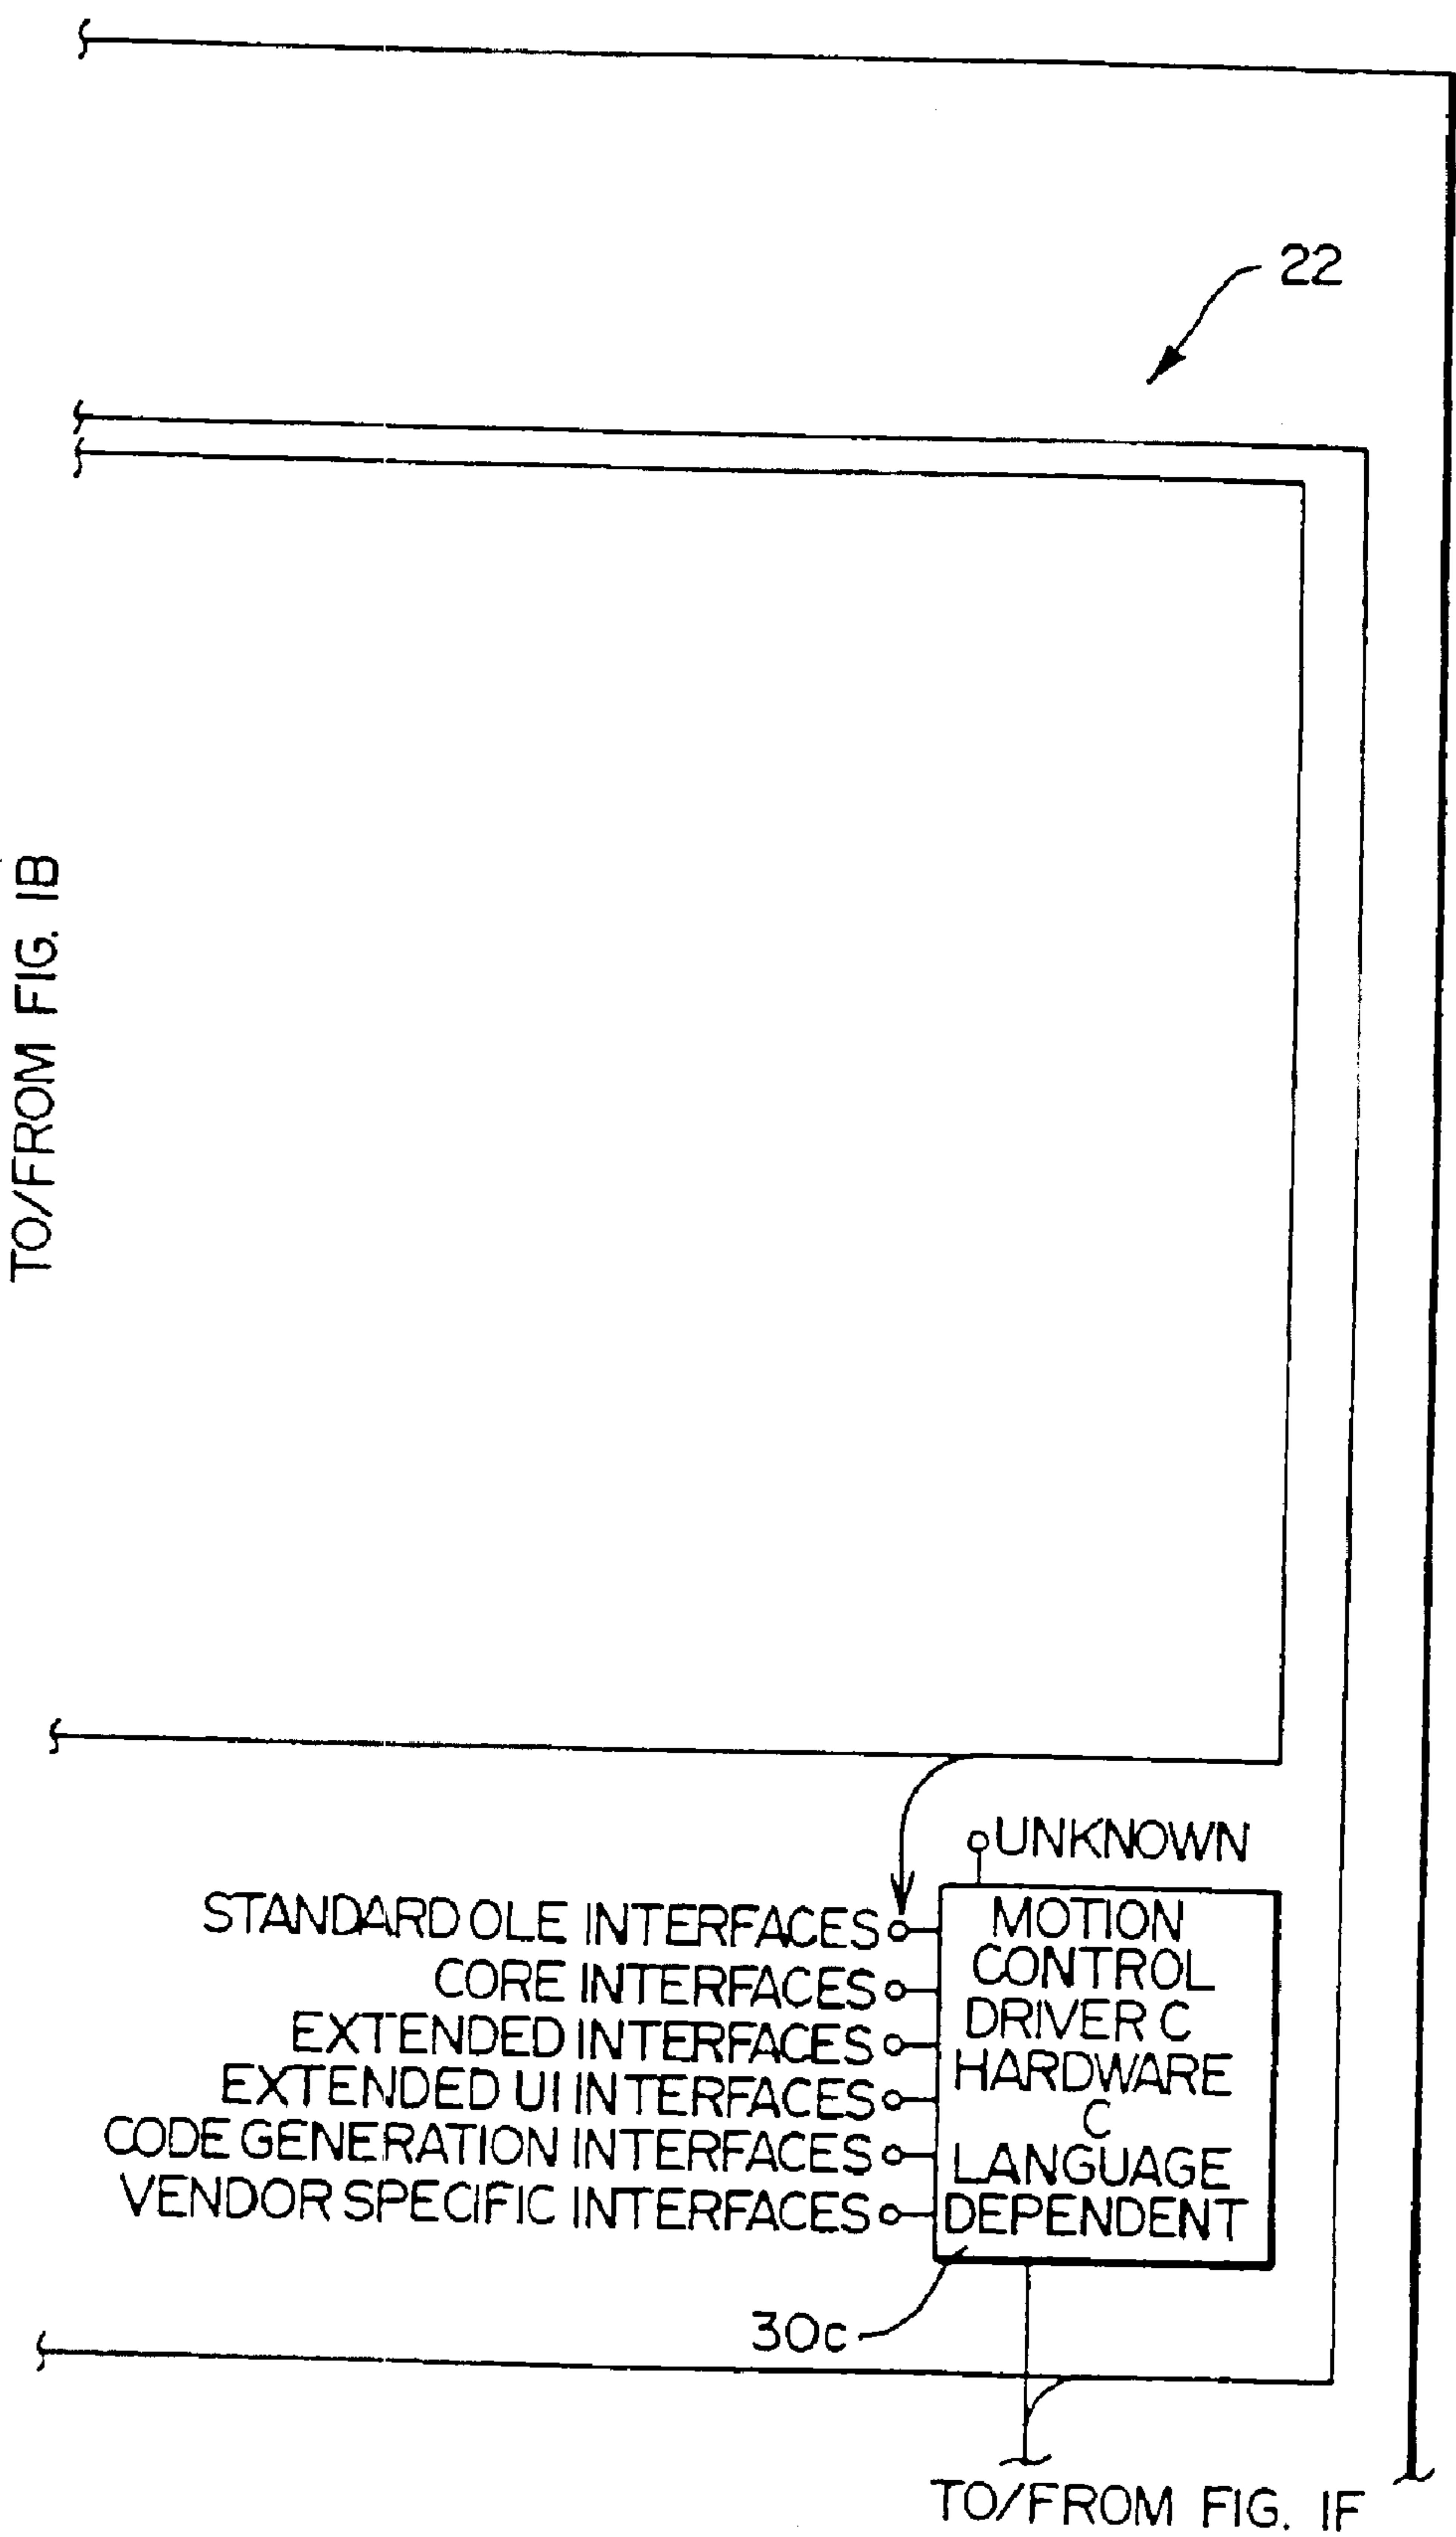 22
TO/FROM FIG. 1B
UNKNOWN
STANDARD OLE INTERFACES
CORE INTERFACES
EXTENDED INTERFACES
EXTENDED UI INTERFACES
CODE GENERATION INTERFACES
VENDOR SPECIFIC INTERFACES
MOTION
CONTROL
DRIVER C
HARDWARE
C
LANGUAGE
DEPENDENT
30c
TO/FROM FIG. 1F